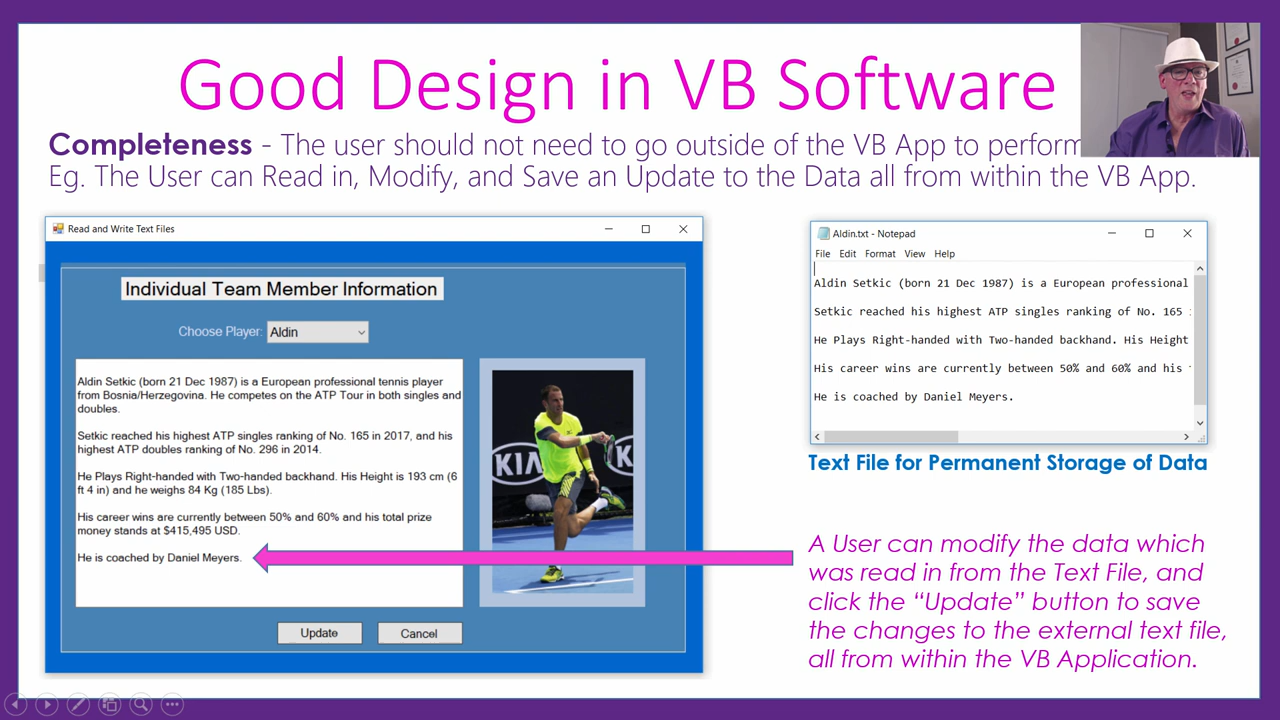 Good Design in VB Software
Completeness - The user should not need to go outside of the VB App to perform
Eg. The User can Read in, Modify, and Save an Update to the Data all from within the VB App.
Read and Write Text Files
Individual Team Member Information
Choose Player: Aldin
Aldin Setkic (born 21 Dec 1987) is a European professional tennis player
from Bosnia/Herzegovina. He competes on the ATP Tour in both singles and
doubles.
Setkic reached his highest ATP singles ranking of No. 165 in 2017, and his
highest ATP doubles ranking of No. 296 in 2014.
He Plays Right-handed with Two-handed backhand. His Height is 193 cm (6
ft 4 in) and he weighs 84 Kg (185 Lbs).
His career wins are currently between 50% and 60% and his total prize
money stands at $415,495 USD.
He is coached by Daniel Meyers.
KIA
Update Cancel
Aldin.txt - Notepad
File Edit Format View Help
Aldin Setkic (born 21 Dec 1987) is a European professional
Setkic reached his highest ATP singles ranking of No. 165
He Plays Right-handed with Two-handed backhand. His Height
His career wins are currently between 50% and 60% and his
He is coached by Daniel Meyers.
Text File for Permanent Storage of Data
A User can modify the data which
was read in from the Text File, and
click the “Update” button to save
the changes to the external text file,
all from within the VB Application.